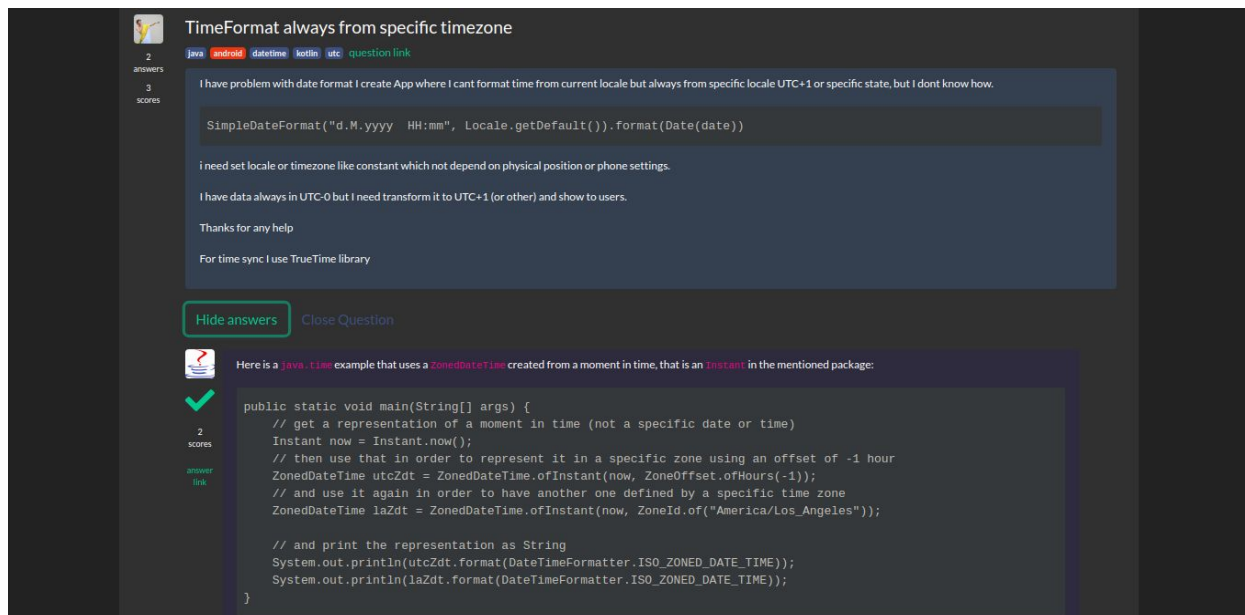 TimeFormat always from specific timezone
java android datetime kotlin utc question link
2
answers
3
scores
I have problem with date format I create App where I cant format time from current locale but always from specific locale UTC+1 or specific state, but I dont know how.
SimpleDateFormat("d.M.yyyy  HH:mm", Locale.getDefault()).format(Date(date))
i need set locale or timezone like constant which not depend on physical position or phone settings.
I have data always in UTC-0 but I need transform it to UTC+1 (or other) and show to users.
Thanks for any help
For time sync I use TrueTime library
Hide answers Close Question
Here is a java.time example that uses a ZonedDateTime created from a moment in time, that is an Instant in the mentioned package:
2
scores
answer
link
public static void main(String[] args) {
    // get a representation of a moment in time (not a specific date or time)
    Instant now = Instant.now();
    // then use that in order to represent it in a specific zone using an offset of -1 hour
    ZonedDateTime utcZdt = ZonedDateTime.ofInstant(now, ZoneOffset.ofHours(-1));
    // and use it again in order to have another one defined by a specific time zone
    ZonedDateTime laZdt = ZonedDateTime.ofInstant(now, ZoneId.of("America/Los_Angeles"));
    // and print the representation as String
    System.out.println(utcZdt.format(DateTimeFormatter.ISO_ZONED_DATE_TIME));
    System.out.println(laZdt.format(DateTimeFormatter.ISO_ZONED_DATE_TIME));
}